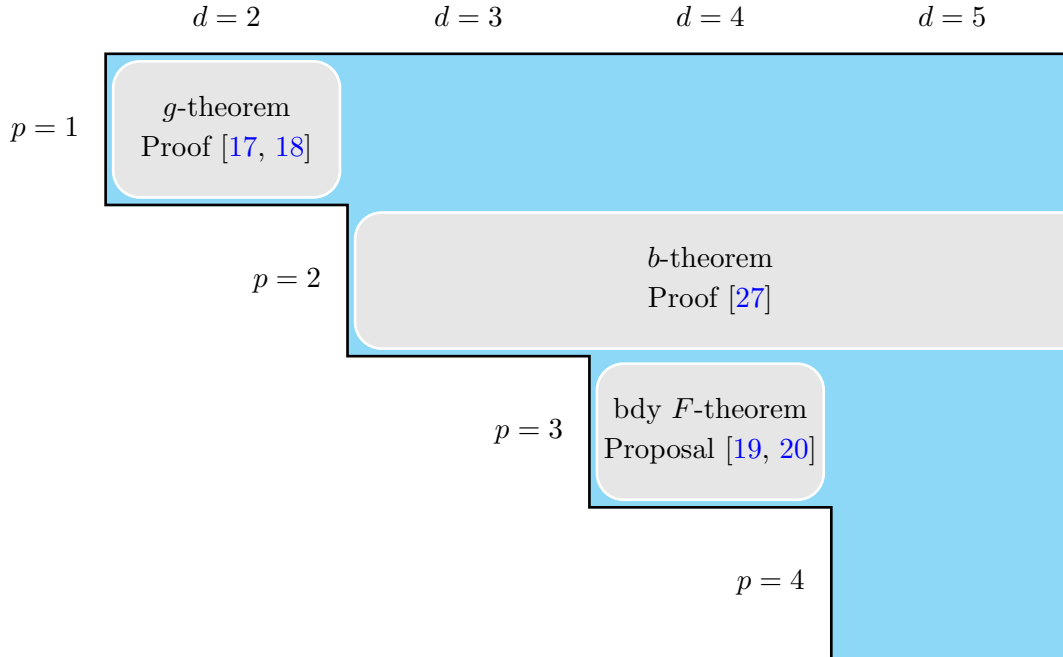 d = 2 d = 3 d = 4 d = 5
p = 1
g-theorem
Proof [17, 18]
p = 2
b-theorem
Proof [27]
p = 3
bdy F-theorem
Proposal [19, 20]
p = 4